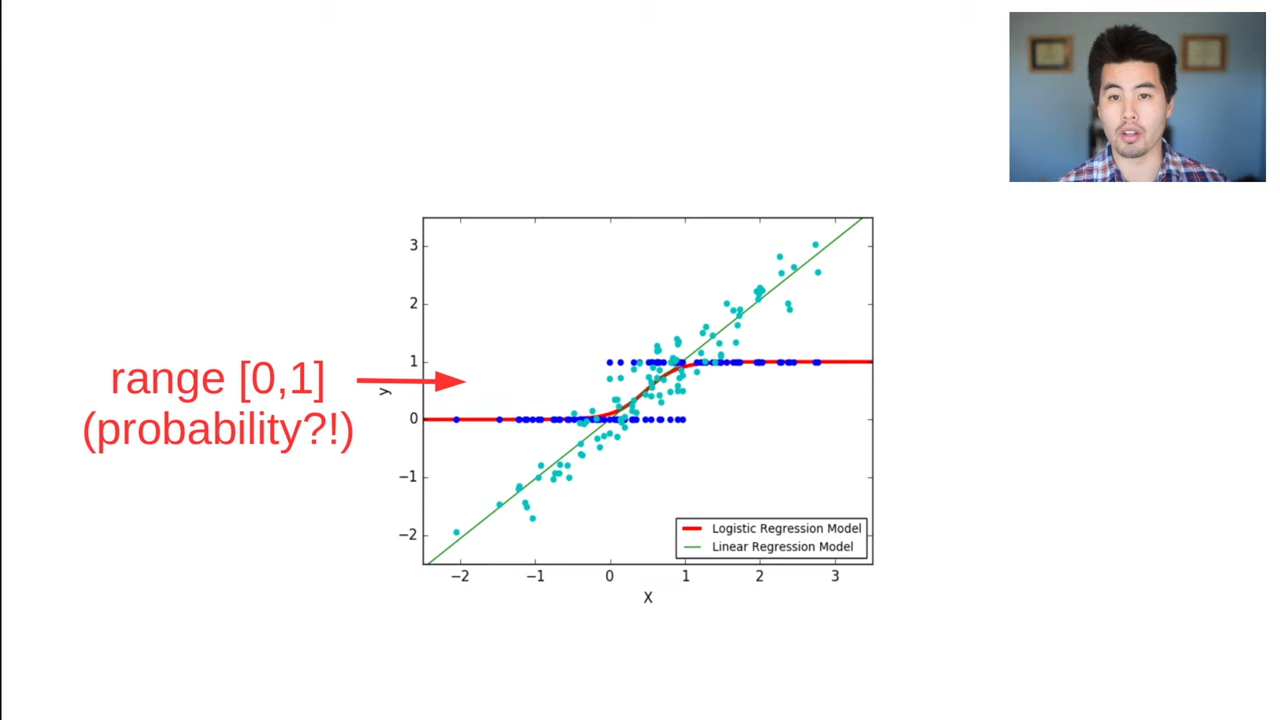 range [0,1]
(probability?!)
y
3
2
1
0
−1
−2
−2 −1 0 1 2 3
X
Logistic Regression Model
Linear Regression Model